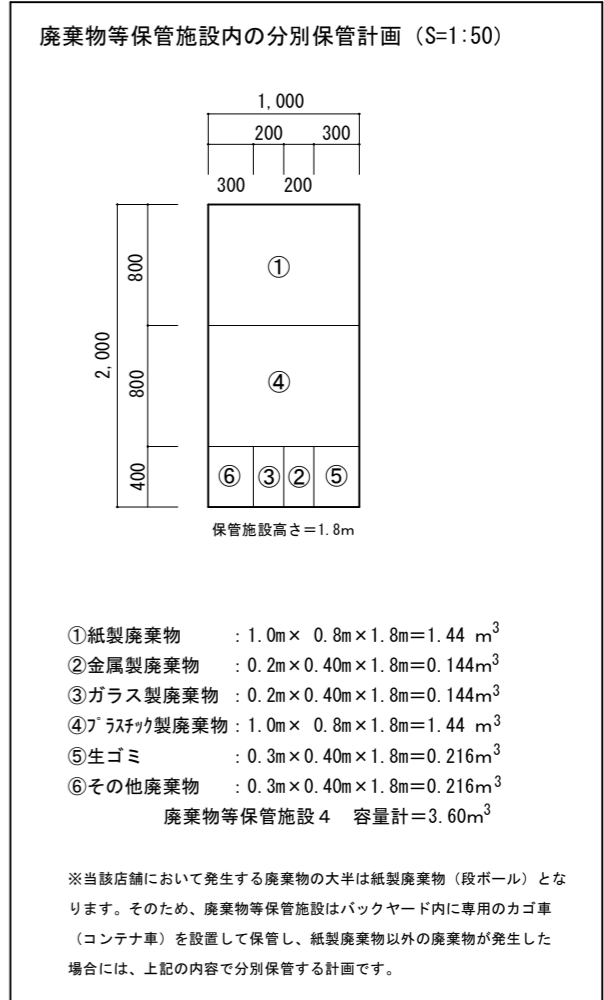 廃棄物等保管施設内の分別保管計画（S=1:50）
1,000
200 300
300 200
2,000
800
①
800
④
400
⑥ ③ ② ⑤
保管施設高さ＝1.8m
①紙製廃棄物 : 1.0m× 0.8m×1.8m＝1.44 m³
②金属製廃棄物 : 0.2m×0.40m×1.8m＝0.144m³
③ガラス製廃棄物 : 0.2m×0.40m×1.8m＝0.144m³
④プラスチック製廃棄物 : 1.0m× 0.8m×1.8m＝1.44 m³
⑤生ゴミ : 0.3m×0.40m×1.8m＝0.216m³
⑥その他廃棄物 : 0.3m×0.40m×1.8m＝0.216m³
廃棄物等保管施設４ 容量計＝3.60m³
※当該店舗において発生する廃棄物の大半は紙製廃棄物（段ボール）とな
ります。そのため、廃棄物等保管施設はバックヤード内に専用のカゴ車
（コンテナ車）を設置して保管し、紙製廃棄物以外の廃棄物が発生した
場合には、上記の内容で分別保管する計画です。